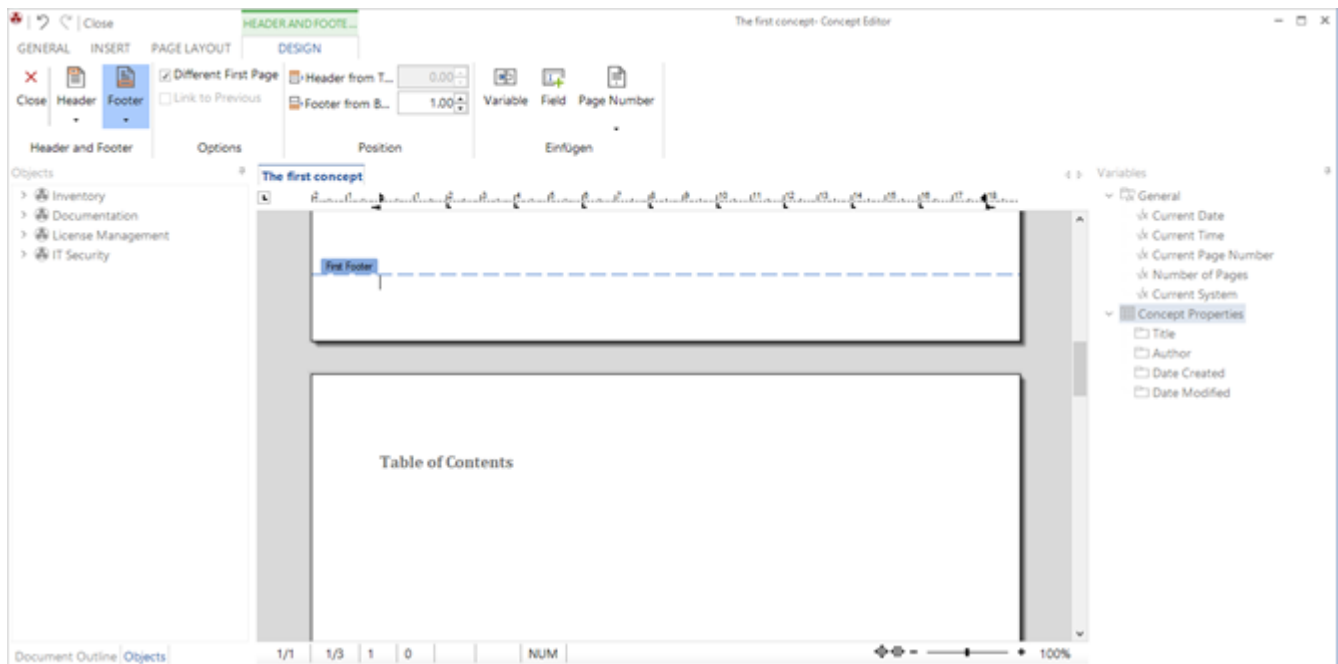 Close HEADER AND FOOTE... The first concept- Concept Editor
GENERAL INSERT PAGE LAYOUT DESIGN
Different First Page Header from T... 0.00
Close Header Footer Link to Previous Footer from B... 1.00 Variable Field Page Number
Header and Footer Options Position Einfügen
Objects The first concept Variables
Inventory
Documentation
License Management
IT Security
General
Current Date
Current Time
Current Page Number
Number of Pages
Current System
Concept Properties
Title
Author
Date Created
Date Modified
First Footer
Table of Contents
Document Outline Objects 1/1 1/3 1 0 NUM 100%